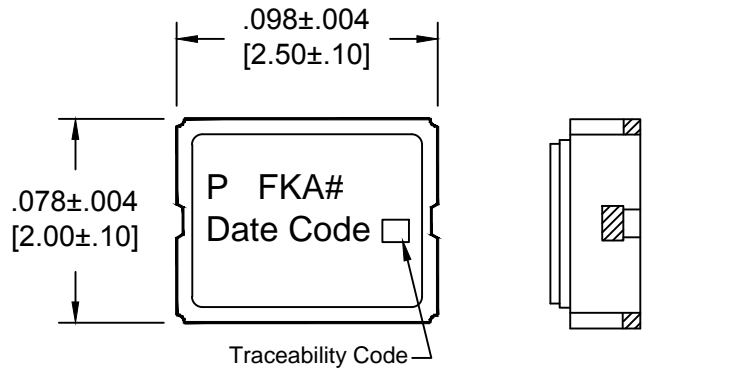 .098±.004
[2.50±.10]
.078±.004
[2.00±.10]
P FKA#
Date Code
Traceability Code